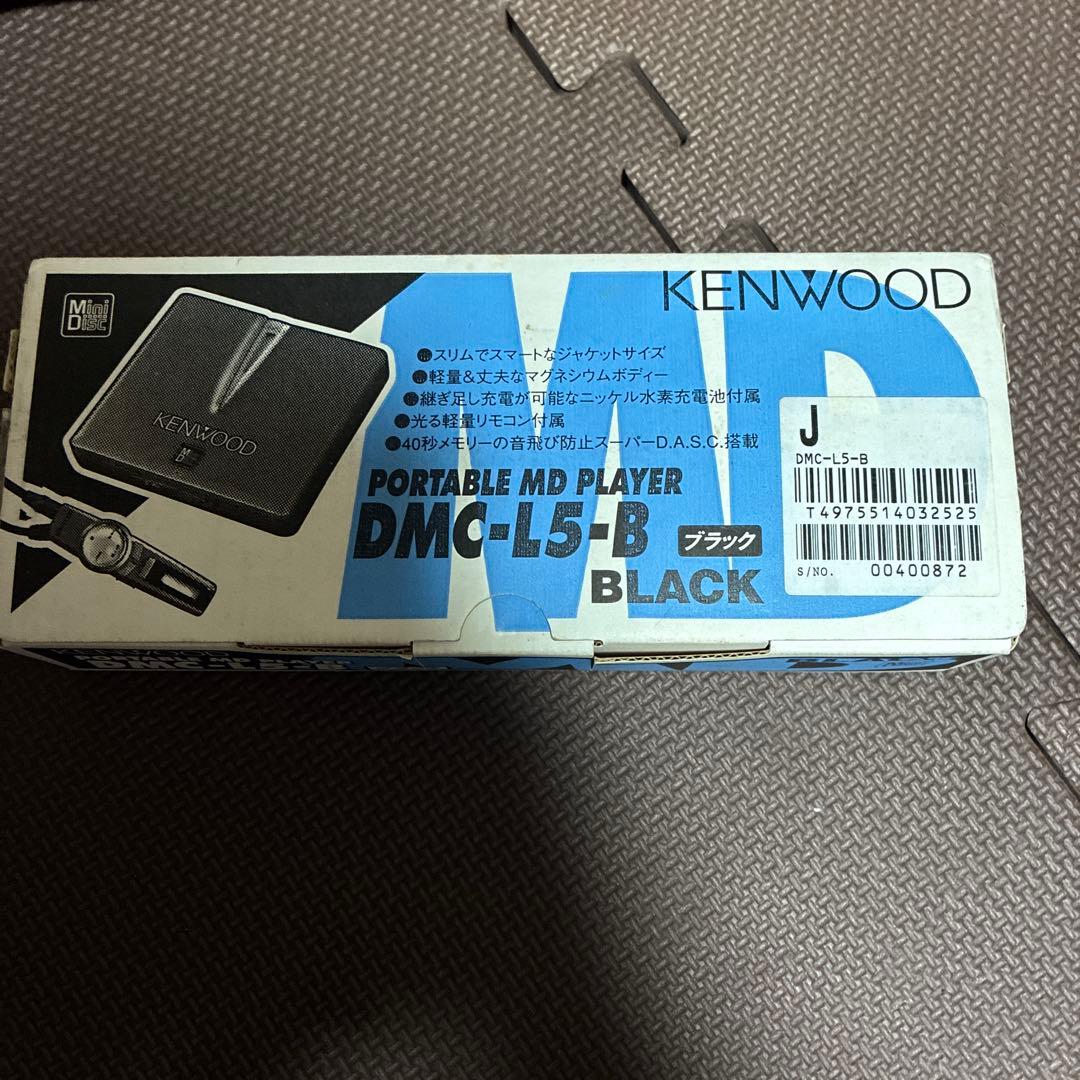 KENWOOD
Mini
Disc
KENWOOD
MD
●スリムでスマートなジャケットサイズ
●軽量&丈夫なマグネシウムボディー
●継ぎ足し充電が可能なニッケル水素充電池付属
●光る軽量リモコン付属
●40秒メモリーの音飛び防止スーパーD.A.S.C.搭載
MD
PORTABLE MD PLAYER
DMC-L5-B ブラック
BLACK
J
DMC-L5-B
T4975514032525
S/NO. 00400872
KENWOOD